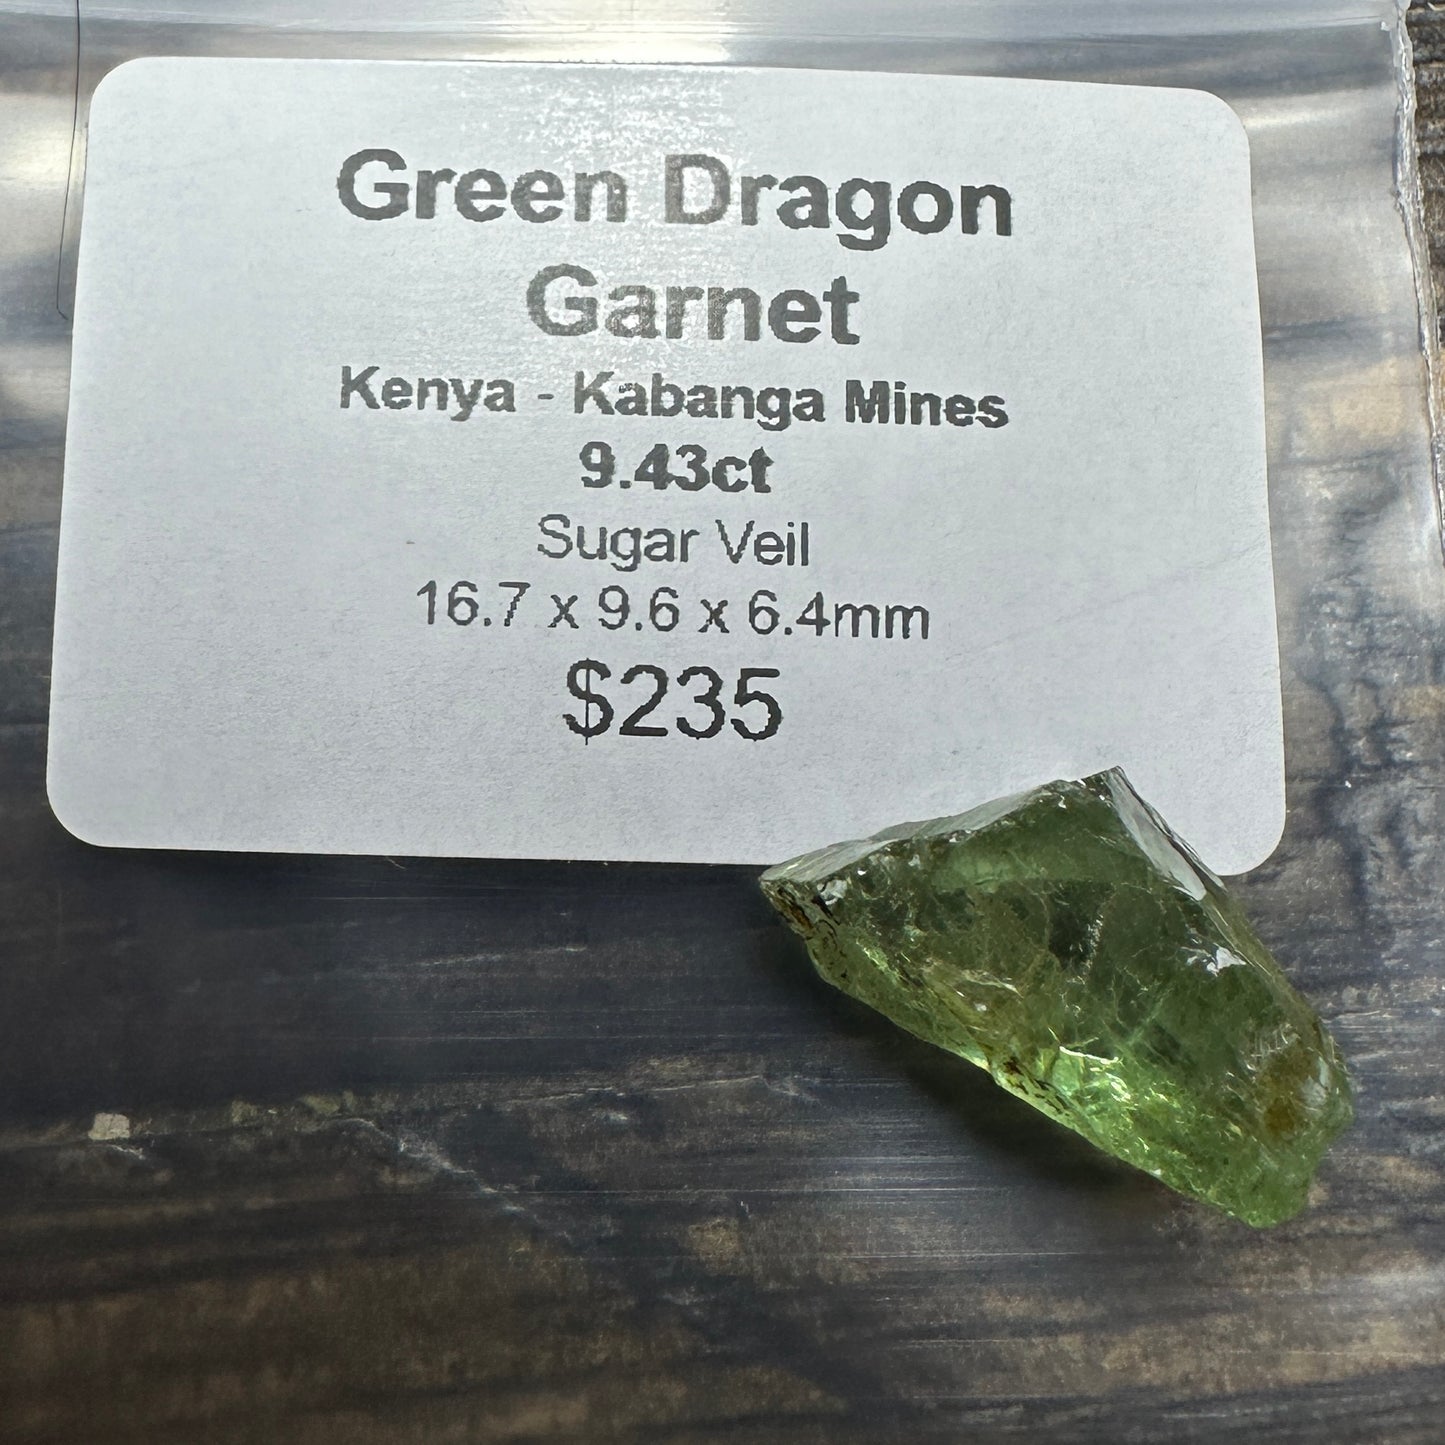 Green Dragon
Garnet
Kenya - Kabanga Mines
9.43ct
Sugar Veil
16.7 x 9.6 x 6.4mm
$235